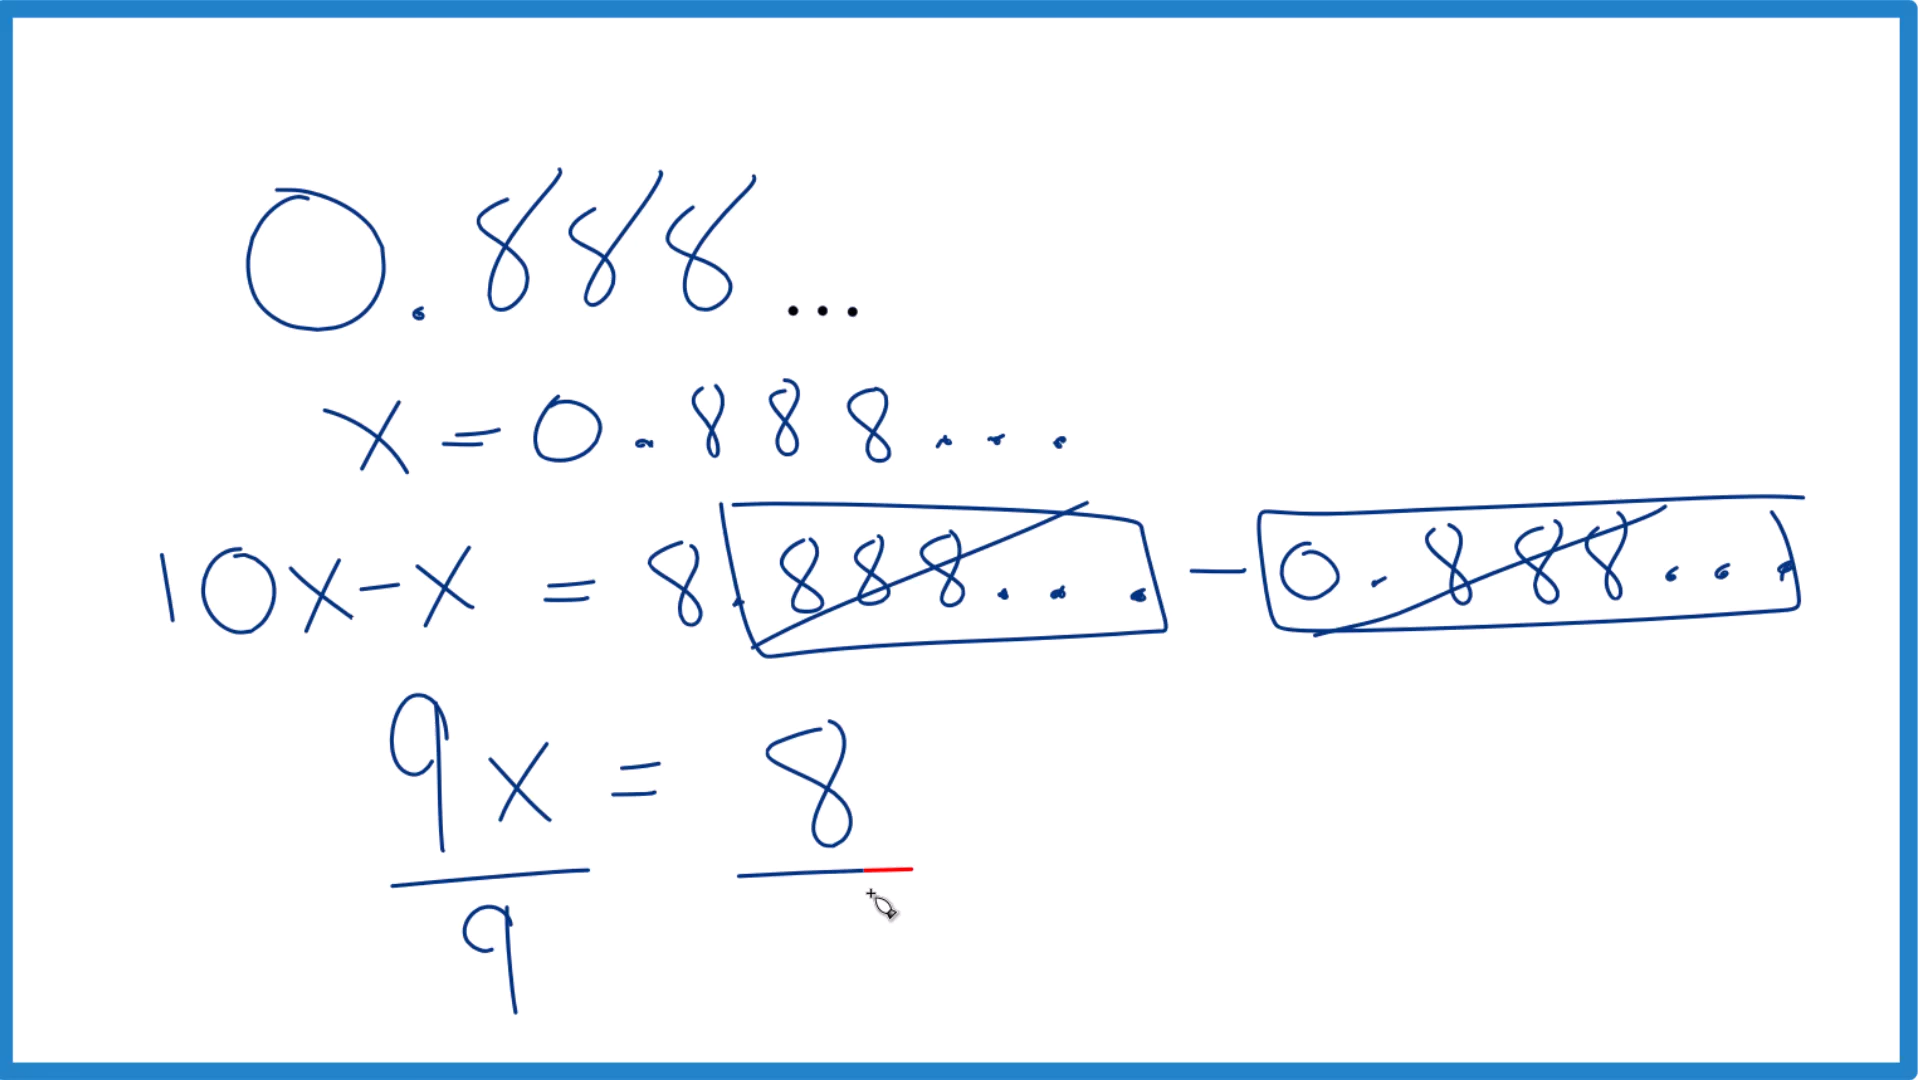 0.888...
x = 0.888...
10x - x = 8.888... - 0.888...
9x = 8
9